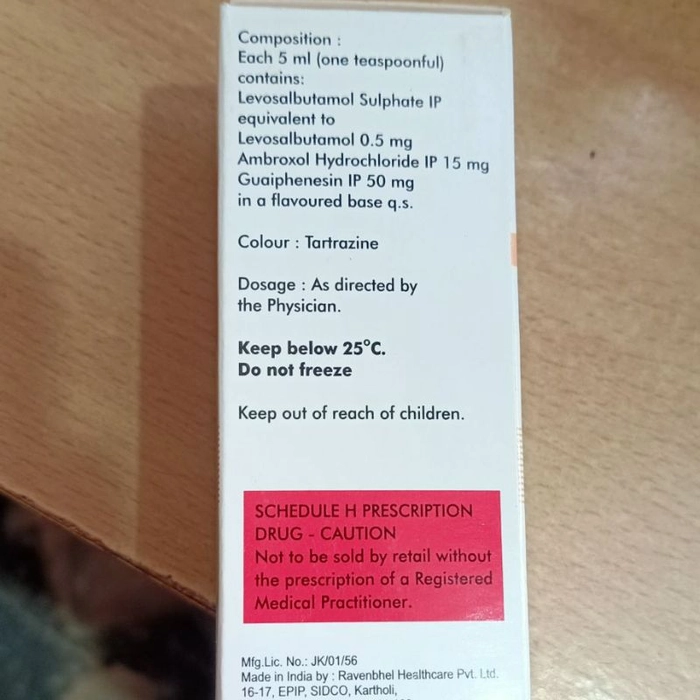 Composition :
Each 5 ml (one teaspoonful)
contains:
Levosalbutamol Sulphate IP
equivalent to
Levosalbutamol 0.5 mg
Ambroxol Hydrochloride IP 15 mg
Guaiphenesin IP 50 mg
in a flavoured base q.s.
Colour : Tartrazine
Dosage : As directed by
the Physician.
Keep below 25°C.
Do not freeze
Keep out of reach of children.
SCHEDULE H PRESCRIPTION
DRUG - CAUTION
Not to be sold by retail without
the prescription of a Registered
Medical Practitioner.
Mfg.Lic. No.: JK/01/56
Made in India by : Ravenbhel Healthcare Pvt. Ltd.
16-17, EPIP, SIDCO, Kartholi,